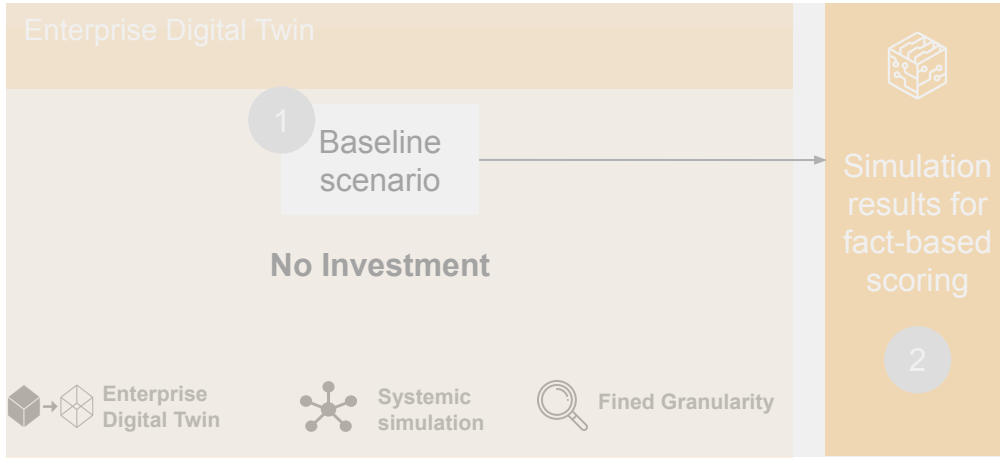 Enterprise Digital Twin
1
Baseline
scenario
No Investment
Simulation
results for
fact-based
scoring
2
Enterprise
Digital Twin
Systemic
simulation
Fined Granularity